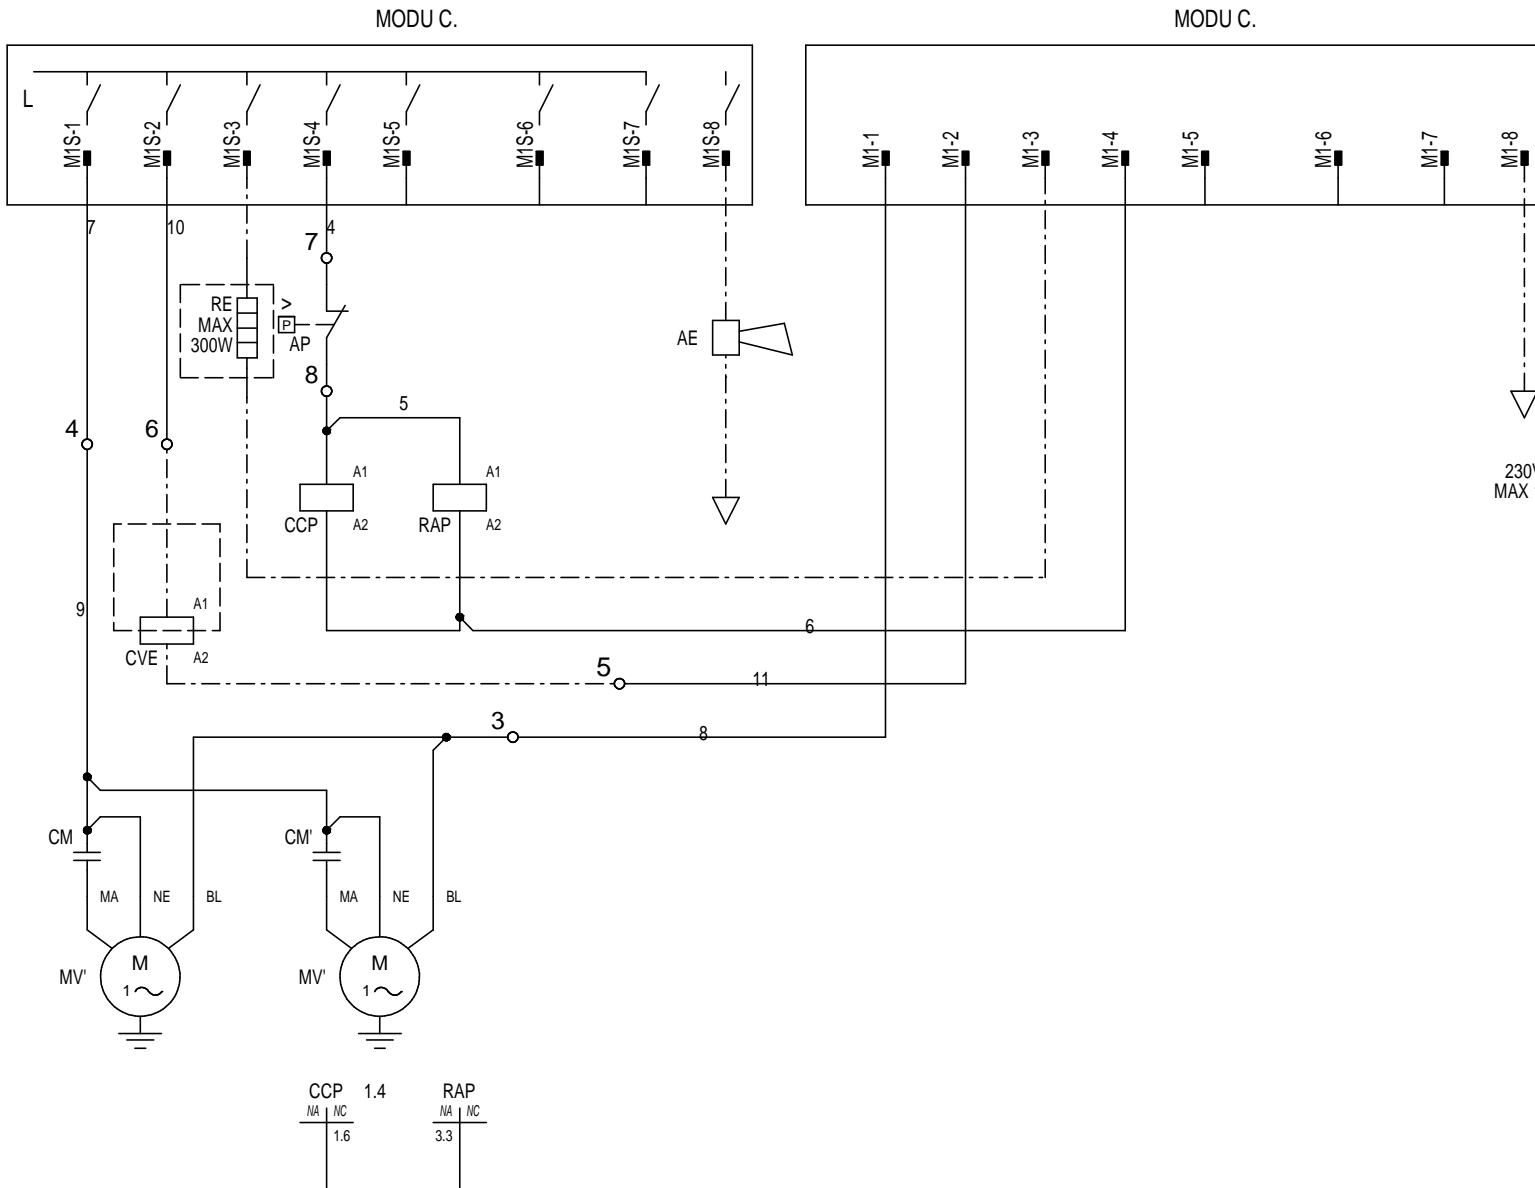 MODU C. MODU C.
L
M1S-1 M1S-2 M1S-3 M1S-4 M1S-5 M1S-6 M1S-7 M1S-8 M1-1 M1-2 M1-3 M1-4 M1-5 M1-6 M1-7 M1-8
7 10 4
7
RE >
MAX P AE
300W AP
8
5
4 6
A1 A1 230V
CCP A2 RAP A2 MAX
9 A1
6
CVE A2 5 11
3 8
CM CM'
MA NE BL MA NE BL
MV' M MV' M
1 1
CCP 1.4 RAP
NA NC NA NC
1.6 3.3